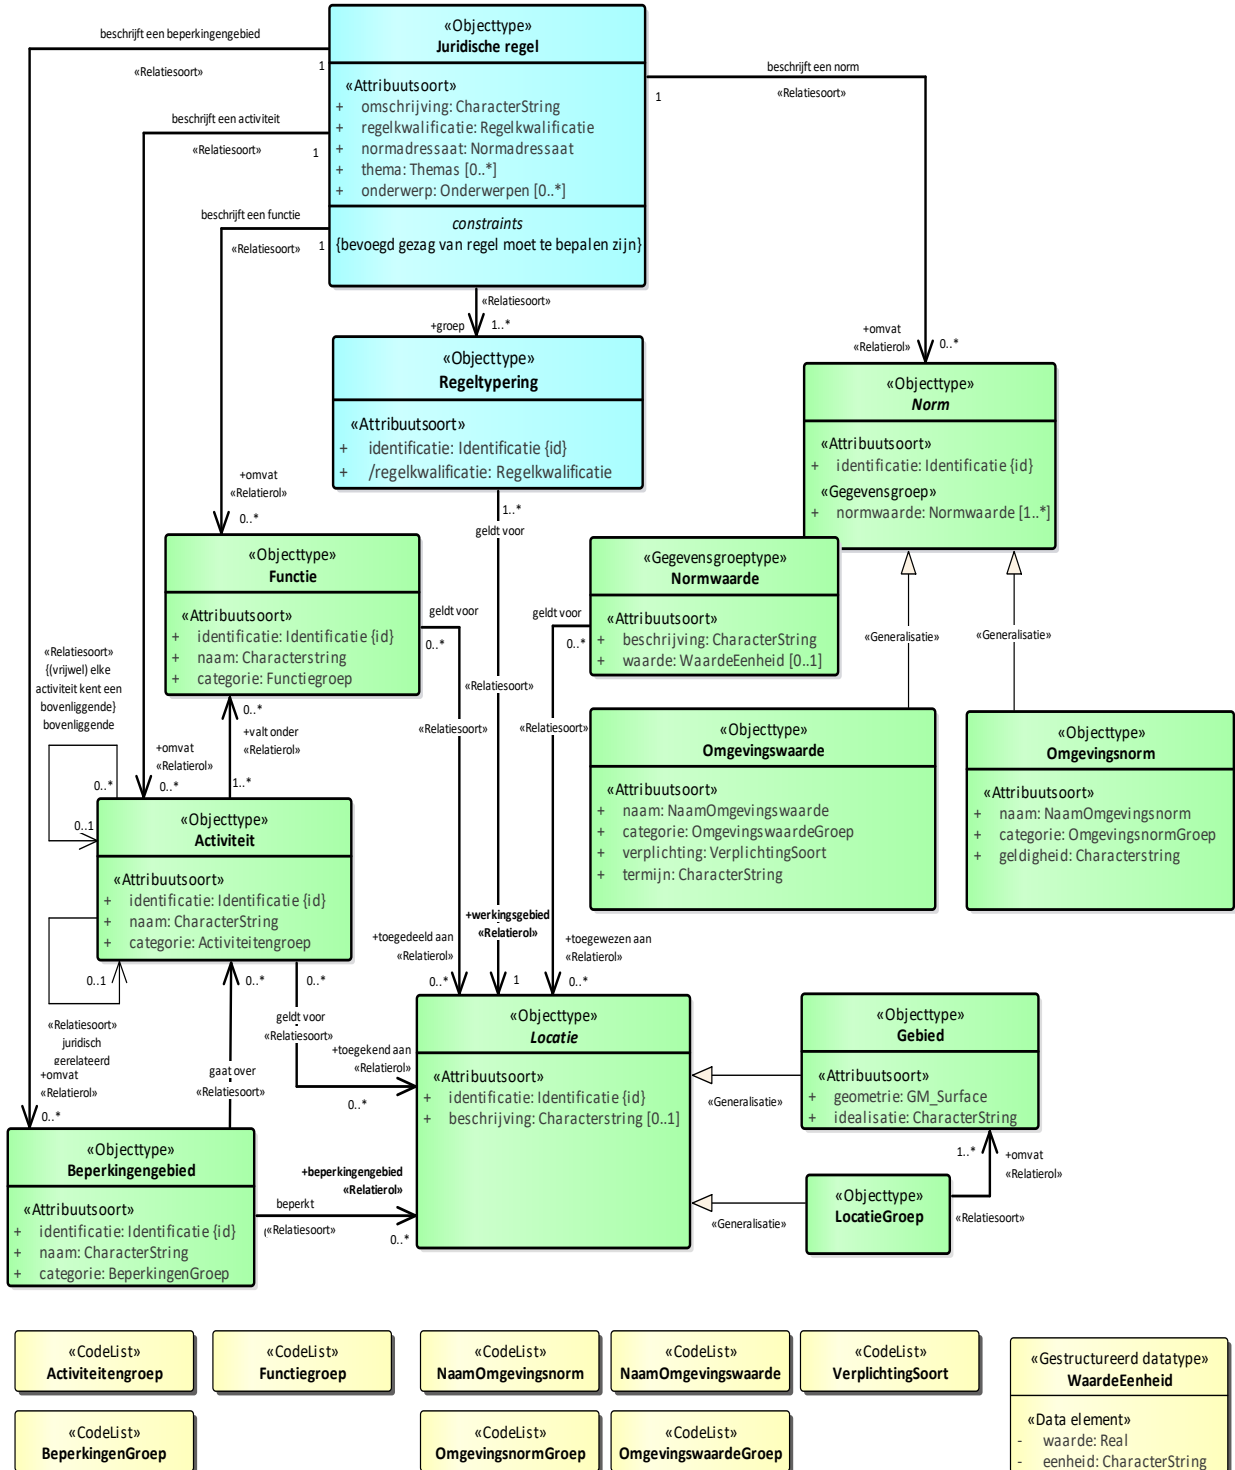 «Objecttype»
Juridische regel
«Attribuutsoort»
+ omschrijving: CharacterString
+ regelkwalificatie: Regelkwalificatie
+ normadressaat: Normadressaat
+ thema: Themas [0..*]
+ onderwerp: Onderwerpen [0..*]
constraints
{bevoegd gezag van regel moet te bepalen zijn}
beschrijft een beperkingengebied
«Relatiesoort»
1
beschrijft een activiteit
«Relatiesoort»
1
beschrijft een functie
«Relatiesoort»
1
beschrijft een norm
«Relatiesoort»
1
«Relatiesoort»
+groep
1..*
«Objecttype»
Regeltypering
«Attribuutsoort»
+ identificatie: Identificatie {id}
+ /regelkwalificatie: Regelkwalificatie
+omvat
«Relatierol»
0..*
«Objecttype»
Norm
«Attribuutsoort»
+ identificatie: Identificatie {id}
«Gegevensgroep»
+ normwaarde: Normwaarde [1..*]
+omvat
«Relatierol»
0..*
1..*
geldt voor
«Relatiesoort»
«Objecttype»
Functie
«Attribuutsoort»
+ identificatie: Identificatie {id}
+ naam: Characterstring
+ categorie: Functiegroep
geldt voor
0..*
«Relatiesoort»
«Gegevensgroeptype»
Normwaarde
«Attribuutsoort»
+ beschrijving: CharacterString
+ waarde: WaardeEenheid [0..1]
geldt voor
0..*
«Relatiesoort»
«Generalisatie»
«Generalisatie»
«Relatiesoort»
{(vrijwel) elke
activiteit kent een
bovenliggende}
bovenliggende
0..*
0..1
+omvat
«Relatierol»
0..*
0..*
+valt onder
«Relatierol»
1..*
«Objecttype»
Omgevingswaarde
«Attribuutsoort»
+ naam: NaamOmgevingswaarde
+ categorie: OmgevingswaardeGroep
+ verplichting: VerplichtingSoort
+ termijn: CharacterString
«Objecttype»
Omgevingsnorm
«Attribuutsoort»
+ naam: NaamOmgevingsnorm
+ categorie: OmgevingsnormGroep
+ geldigheid: Characterstring
«Objecttype»
Activiteit
«Attribuutsoort»
+ identificatie: Identificatie {id}
+ naam: CharacterString
+ categorie: Activiteitengroep
0..1
«Relatiesoort»
juridisch
gerelateerd
+omvat
«Relatierol»
0..*
0..*
gaat over
«Relatiesoort»
0..*
geldt voor
«Relatiesoort»
+toegekend aan
«Relatierol»
0..*
+toegedeeld aan
«Relatierol»
0..*
+werkingsgebied
«Relatierol»
1
+toegewezen aan
«Relatierol»
0..*
«Objecttype»
Locatie
«Attribuutsoort»
+ identificatie: Identificatie {id}
+ beschrijving: Characterstring [0..1]
«Objecttype»
Gebied
«Attribuutsoort»
+ geometrie: GM_Surface
+ idealisatie: CharacterString
«Generalisatie»
1..*
+omvat
«Relatierol»
«Objecttype»
LocatieGroep
«Relatiesoort»
«Generalisatie»
«Objecttype»
Beperkingengebied
«Attribuutsoort»
+ identificatie: Identificatie {id}
+ naam: CharacterString
+ categorie: BeperkingenGroep
+beperkingengebied
«Relatierol»
beperkt
«Relatiesoort»
0..*
«CodeList»
Activiteitengroep
«CodeList»
Functiegroep
«CodeList»
NaamOmgevingsnorm
«CodeList»
NaamOmgevingswaarde
«CodeList»
VerplichtingSoort
«Gestructureerd datatype»
WaardeEenheid
«Data element»
- waarde: Real
- eenheid: CharacterString
«CodeList»
BeperkingenGroep
«CodeList»
OmgevingsnormGroep
«CodeList»
OmgevingswaardeGroep